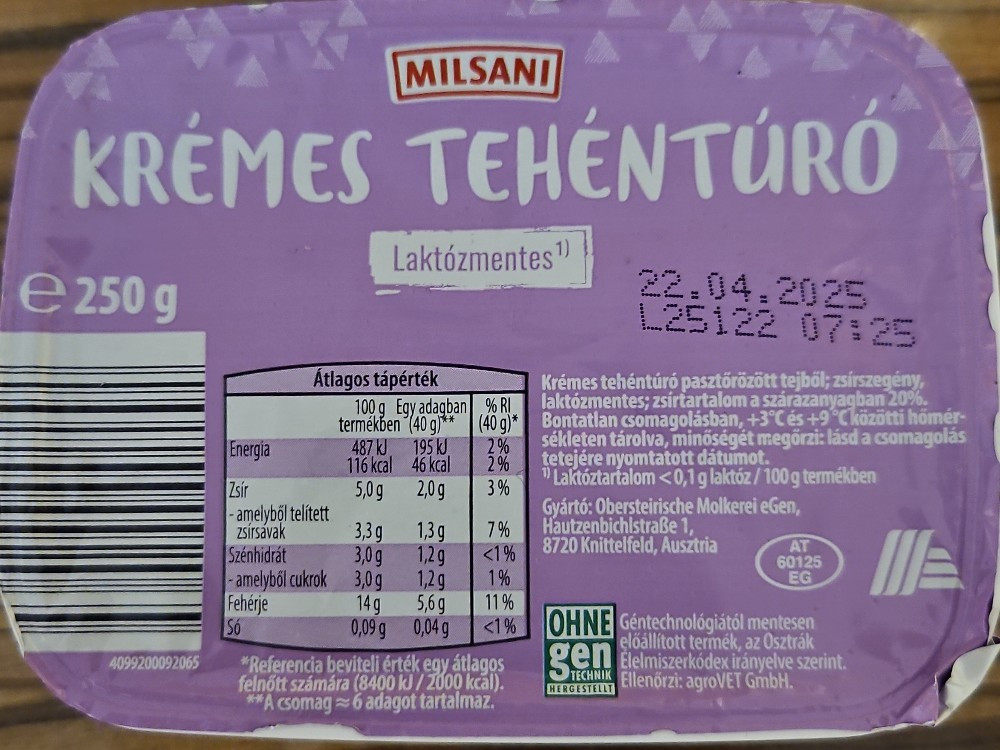 MILSANI
KRÉMES TEHÉNTÚRÓ
Laktózmentes¹⁾
e 250 g
22.04.2025
L25122 07:25
Átlagos tápérték
100 g Egy adagban % RI
termékben (40 g)** (40 g)*
Energia 487 kJ 195 kJ 2 %
116 kcal 46 kcal 2 %
Zsír 5,0 g 2,0 g 3 %
- amelyből telített
zsírsavak 3,3 g 1,3 g 7 %
Szénhidrát 3,0 g 1,2 g <1 %
- amelyből cukrok 3,0 g 1,2 g 1 %
Fehérje 14 g 5,6 g 11 %
Só 0,09 g 0,04 g <1 %
*Referencia beviteli érték egy átlagos
felnőtt számára (8400 kJ / 2000 kcal).
**A csomag ≈ 6 adagot tartalmaz.
4099200092065
Krémes tehéntúró pasztőrözött tejből; zsírszegény,
laktózmentes; zsírtartalom a szárazanyagban 20%.
Bontatlan csomagolásban, +3°C és +9 °C közötti hőmér-
sékleten tárolva, minőségét megőrzi: lásd a csomagolás
tetejére nyomtatott dátumot.
¹⁾ Laktóztartalom < 0,1 g laktóz / 100 g termékben
Gyártó: Obersteirische Molkerei eGen,
Hautzenbichlstraße 1,
8720 Knittelfeld, Ausztria
AT
60125
EG
OHNE
gen
TECHNIK
HERGESTELLT
Géntechnológiától mentesen
előállított termék, az Osztrák
Élelmiszerkódex irányelve szerint.
Ellenőrzi: agroVET GmbH.